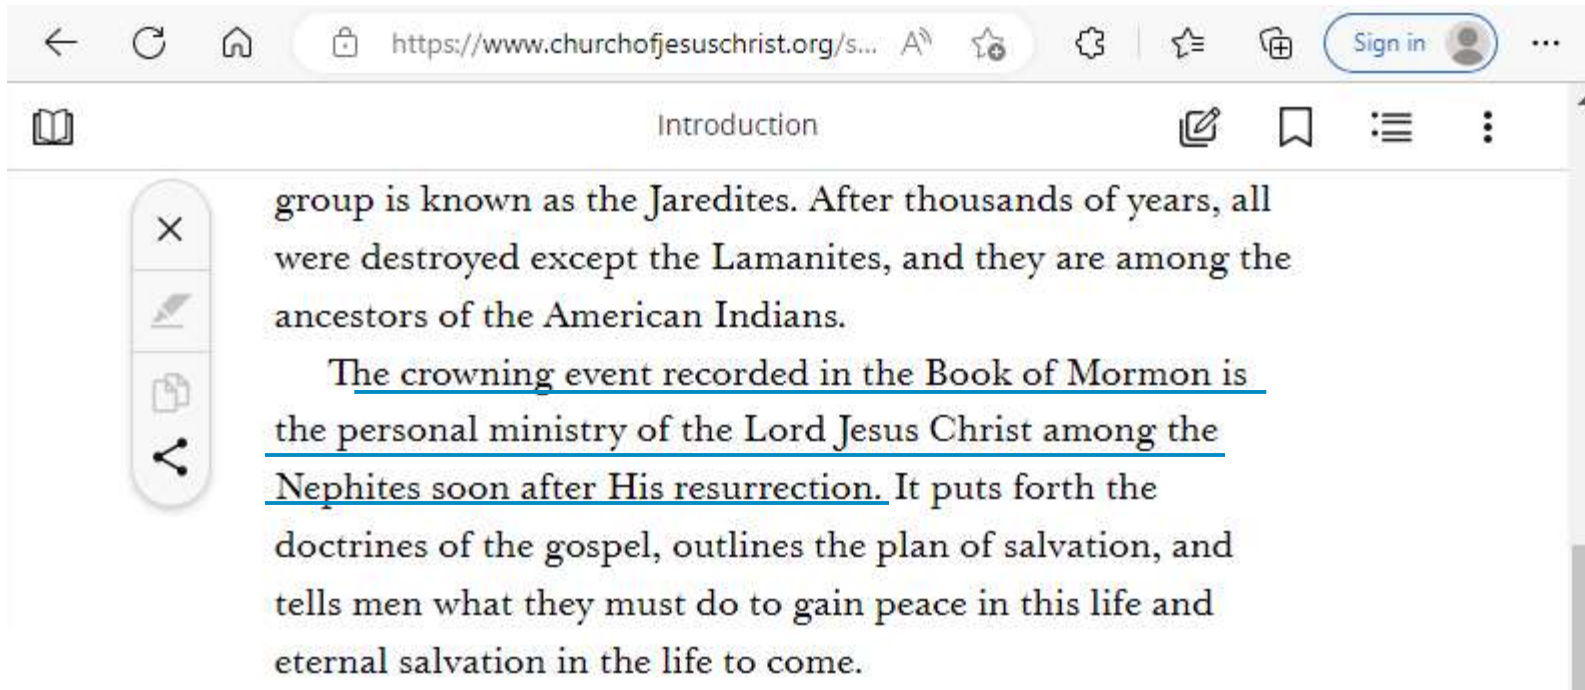 https://www.churchofjesuschrist.org/s...
Sign in
Introduction
group is known as the Jaredites. After thousands of years, all
were destroyed except the Lamanites, and they are among the
ancestors of the American Indians.
The crowning event recorded in the Book of Mormon is
the personal ministry of the Lord Jesus Christ among the
Nephites soon after His resurrection. It puts forth the
doctrines of the gospel, outlines the plan of salvation, and
tells men what they must do to gain peace in this life and
eternal salvation in the life to come.